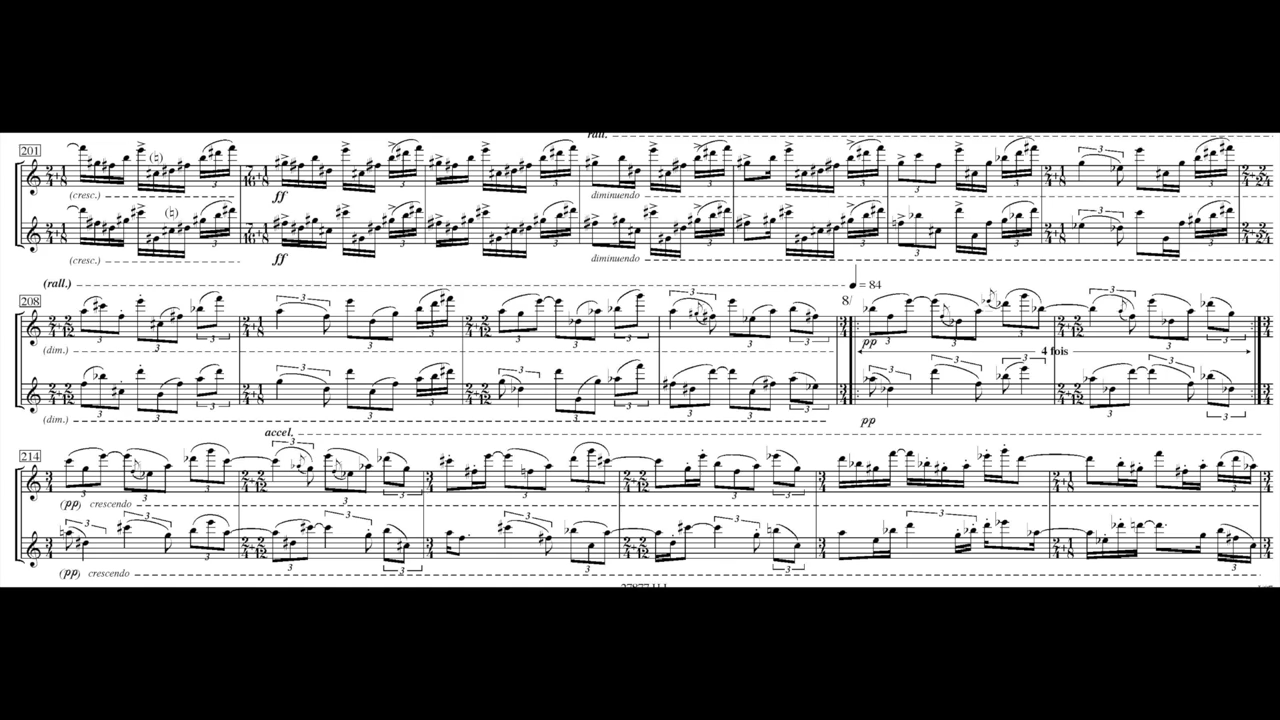 rall.
201
(cresc.) ff diminuendo
(cresc.) ff diminuendo
(rall.) ♩ = 84
208 8/
(dim.) pp
4 fois
(dim.) pp
accel.
214
(pp) crescendo
(pp) crescendo